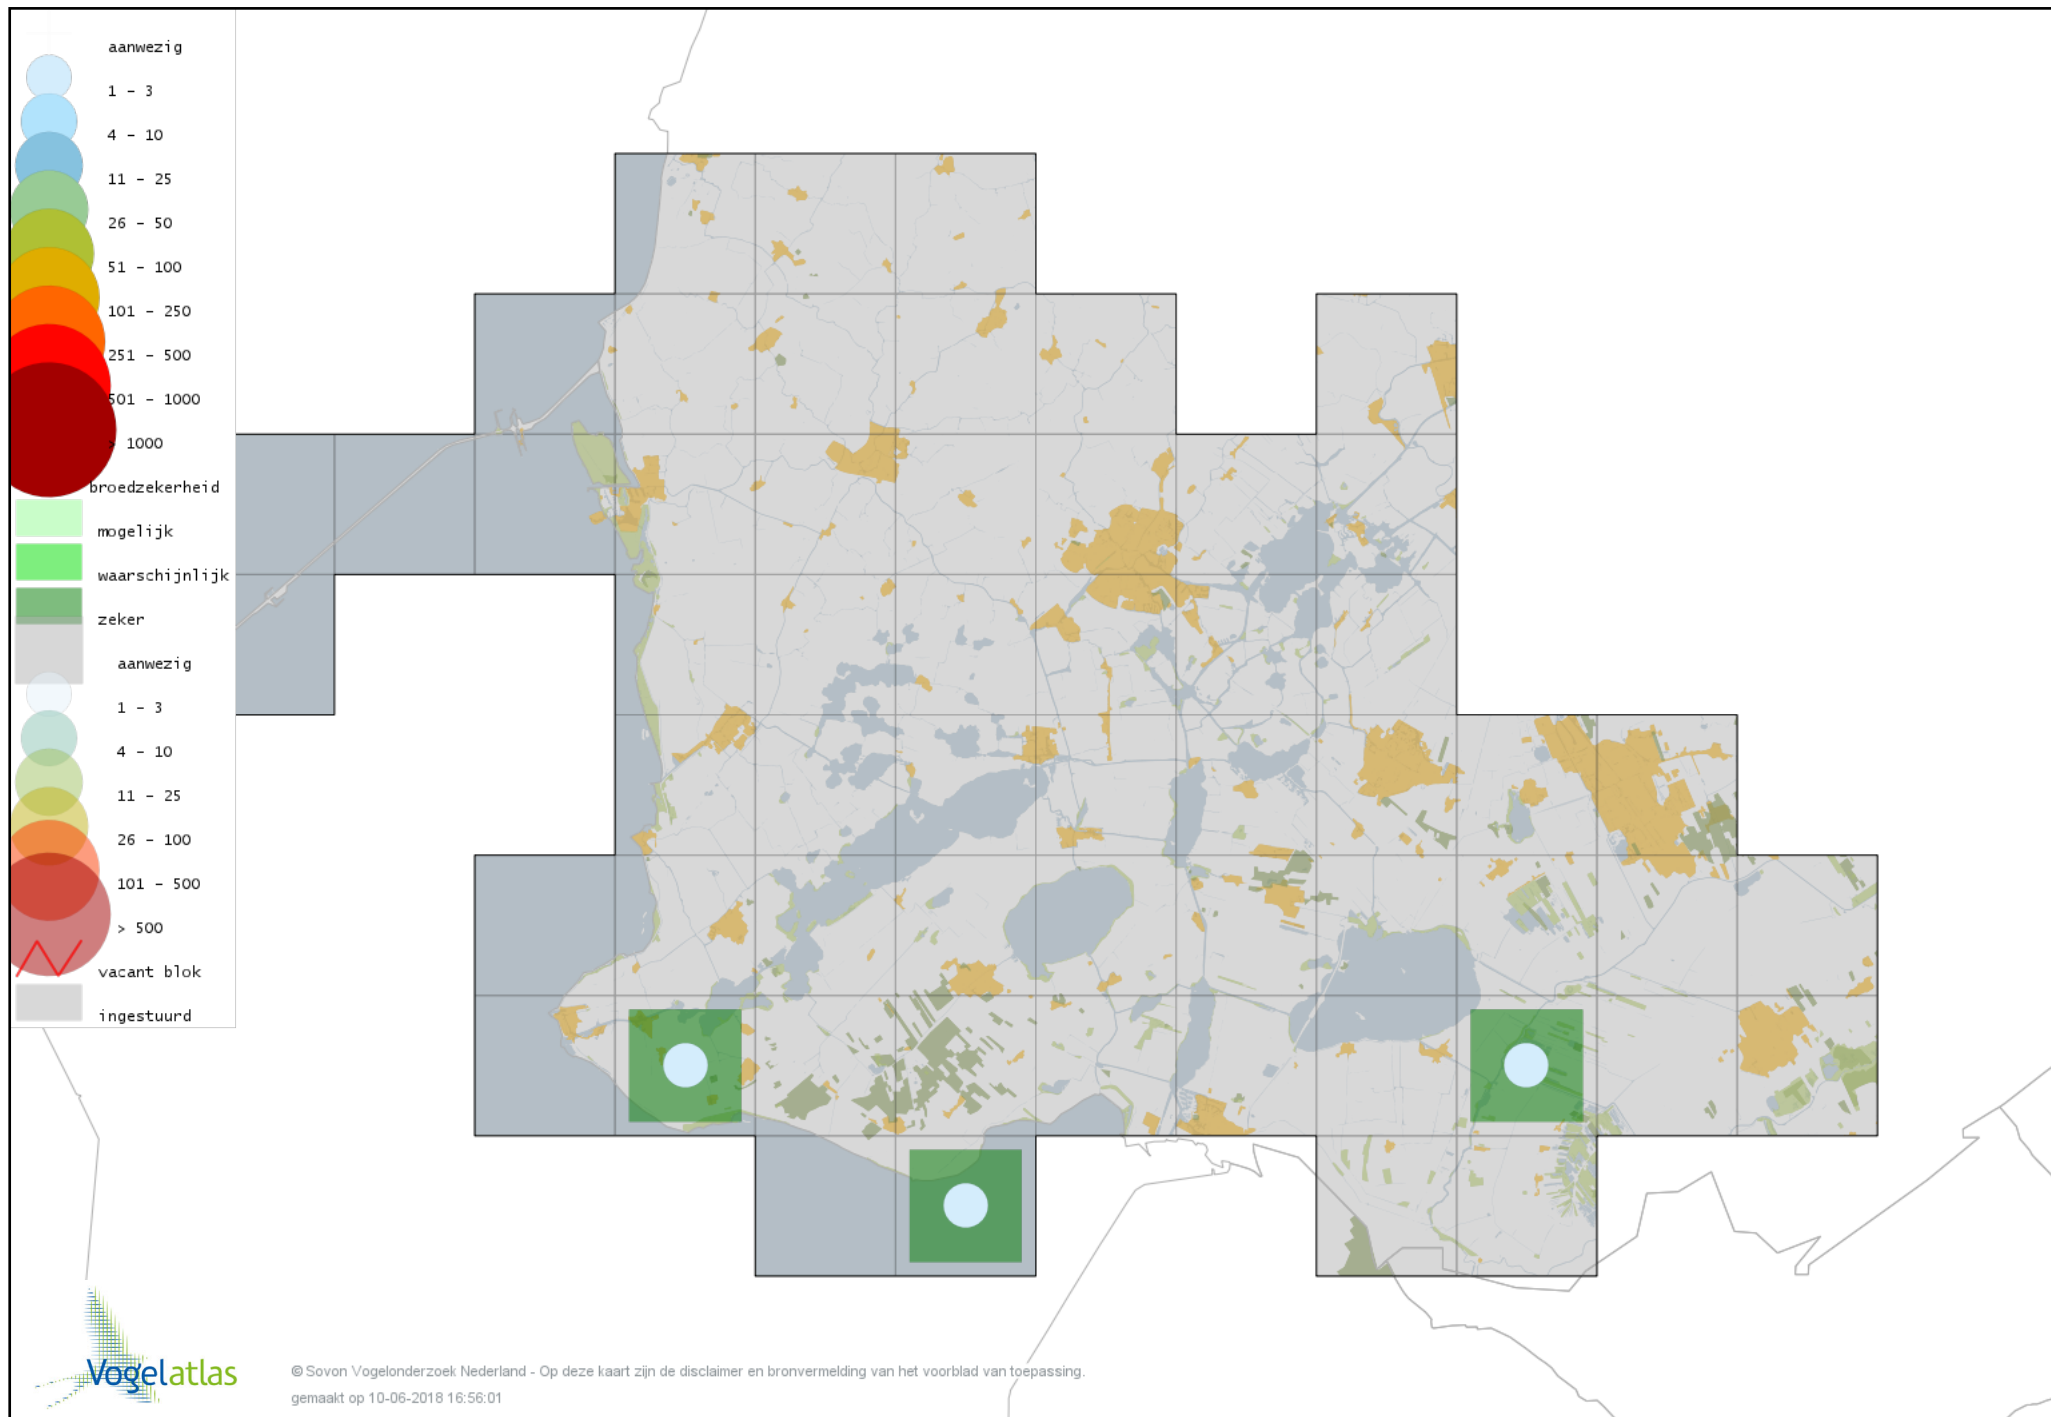 aanwezig
1 - 3
4 - 10
11 - 25
26 - 50
51 - 100
101 - 250
251 - 500
501 - 1000
> 1000
broedzekerheid
mogelijk
waarschijnlijk
zeker
aanwezig
1 - 3
4 - 10
11 - 25
26 - 100
101 - 500
> 500
vacant blok
ingestuurd
Vogelatlas
© Sovon Vogelonderzoek Nederland - Op deze kaart zijn de disclaimer en bronvermelding van het voorblad van toepassing.
gemaakt op 10-06-2018 16:56:01